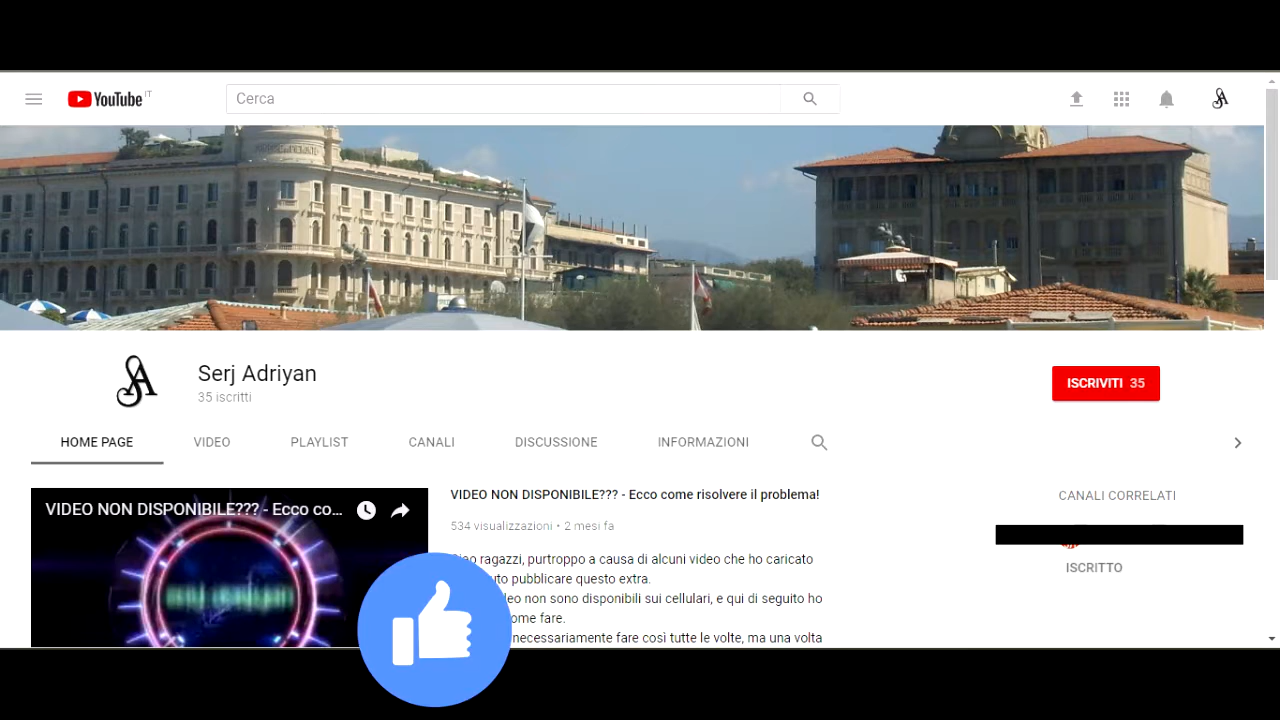 YouTube IT
Cerca
Serj Adriyan
35 iscritti
ISCRIVITI 35
HOME PAGE
VIDEO
PLAYLIST
CANALI
DISCUSSIONE
INFORMAZIONI
VIDEO NON DISPONIBILE??? - Ecco co...
VIDEO NON DISPONIBILE??? - Ecco come risolvere il problema!
534 visualizzazioni • 2 mesi fa
ragazzi, purtroppo a causa di alcuni video che ho caricato
pubblicare questo extra.
non sono disponibili sui cellulari, e qui di seguito ho
ome fare.
necessariamente fare così tutte le volte, ma una volta
CANALI CORRELATI
ISCRITTO